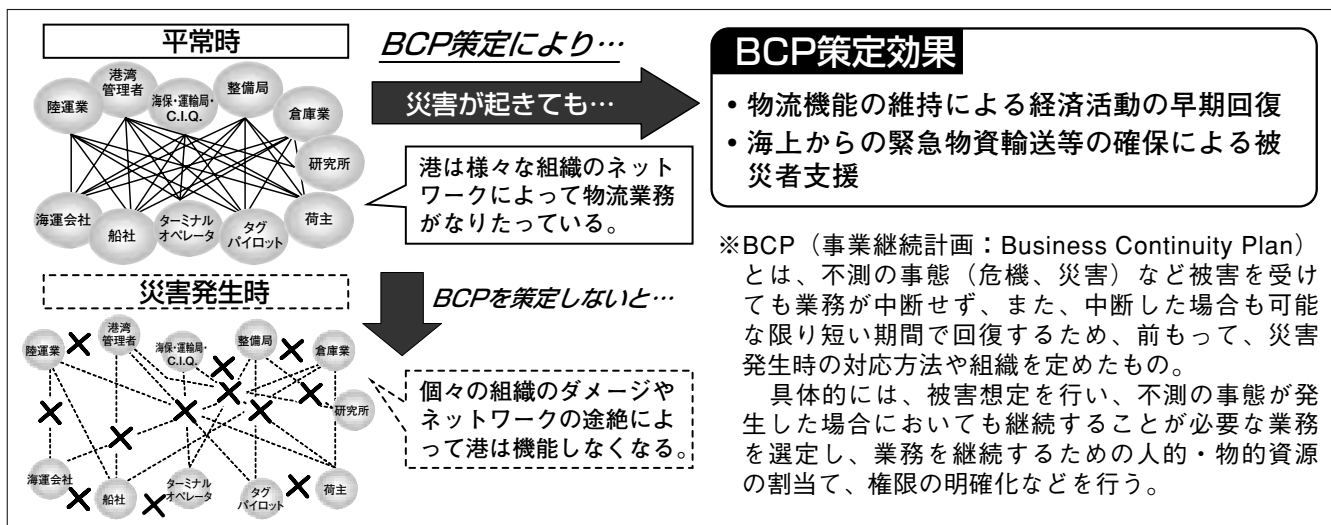 平常時
港湾
管理者
整備局
陸運業
海保・運輸局・
C.I.Q.
倉庫業
研究所
海運会社
船社
ターミナル
オペレータ
タグ
パイロット
荷主
BCP策定により…
災害が起きても…
港は様々な組織のネット
ワークによって物流業務
がなりたっている。
BCP策定効果
・物流機能の維持による経済活動の早期回復
・海上からの緊急物資輸送等の確保による被
災者支援
災害発生時
港湾
管理者
整備局
陸運業
海保・運輸局・
C.I.Q.
倉庫業
研究所
海運会社
船社
ターミナル
オペレータ
タグ
パイロット
荷主
BCPを策定しないと…
個々の組織のダメージや
ネットワークの途絶によ
って港は機能しなくなる。
※BCP（事業継続計画：Business Continuity Plan）
とは、不測の事態（危機、災害）など被害を受け
ても業務が中断せず、また、中断した場合も可能
な限り短い期間で回復するため、前もって、災害
発生時の対応方法や組織を定めたもの。
具体的には、被害想定を行い、不測の事態が発
生した場合においても継続することが必要な業務
を選定し、業務を継続するための人的・物的資源
の割当て、権限の明確化などを行う。